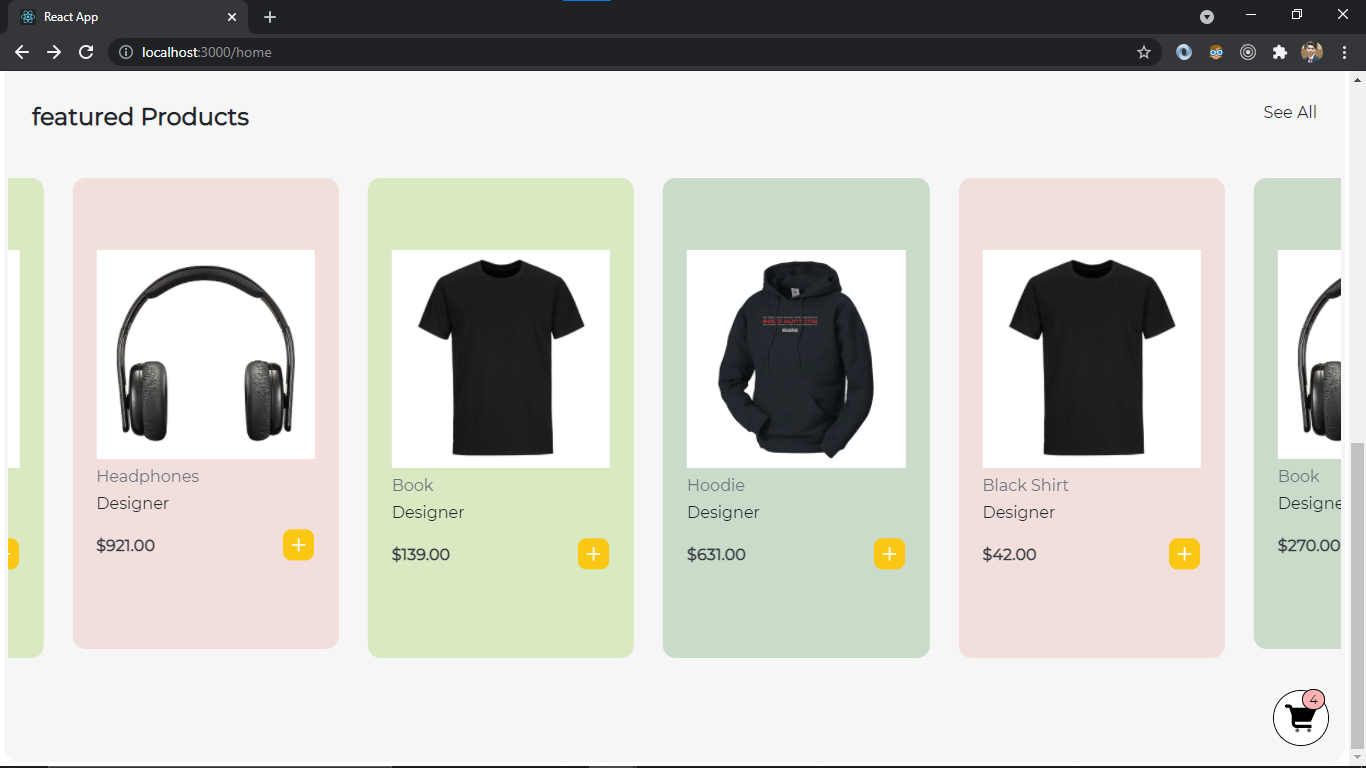 React App
localhost:3000/home
featured Products
See All
Headphones
Designer
$921.00
Book
Designer
$139.00
Hoodie
Designer
$631.00
Black Shirt
Designer
$42.00
Book
Designe
$270.00
4